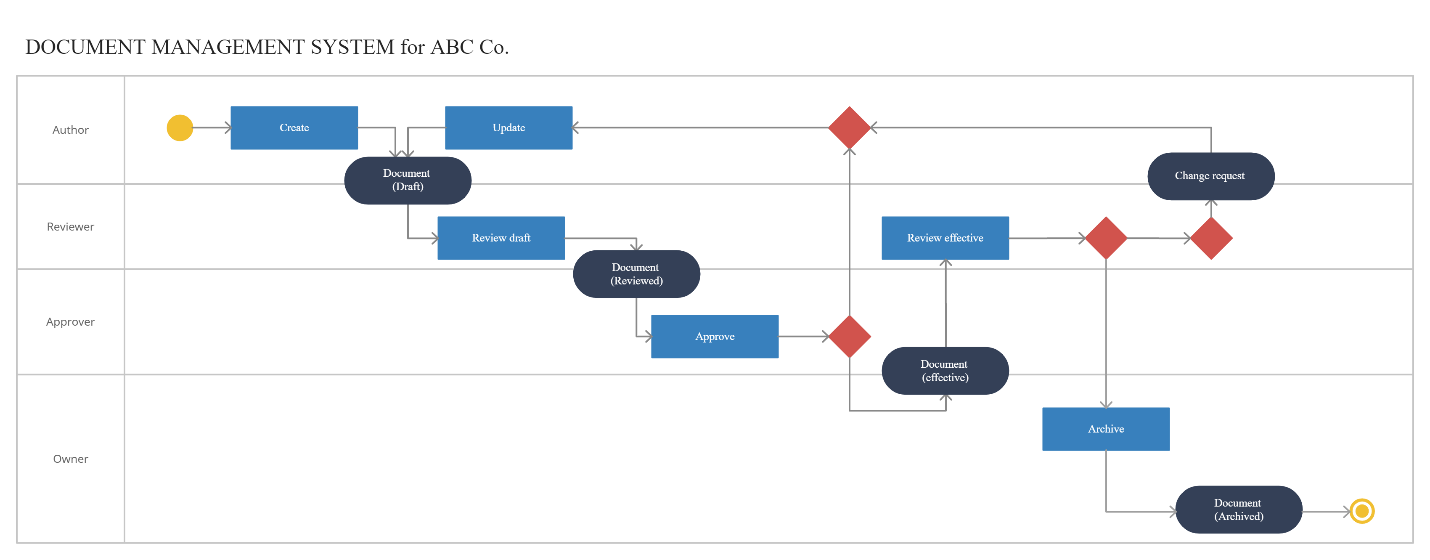 DOCUMENT MANAGEMENT SYSTEM for ABC Co.
Author
Create
Update
Document
(Draft)
Change request
Reviewer
Review draft
Review effective
Document
(Reviewed)
Approver
Approve
Document
(effective)
Archive
Owner
Document
(Archived)